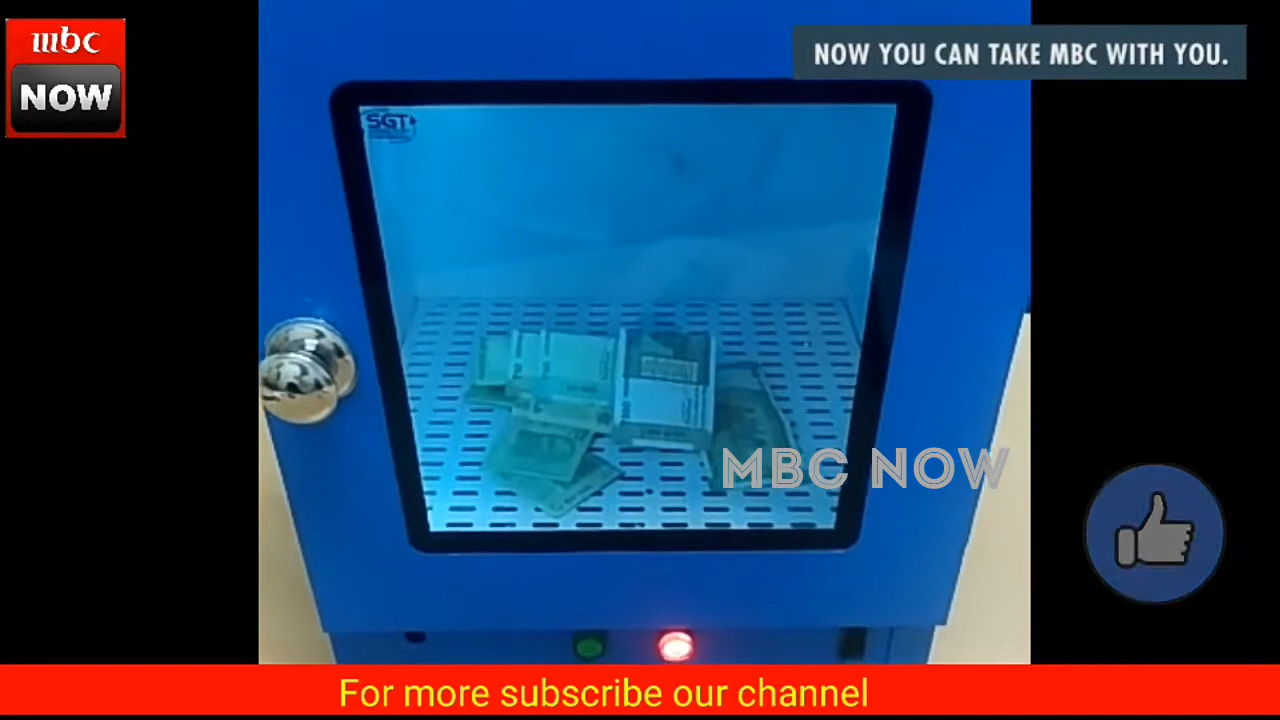 mbc
NOW
NOW YOU CAN TAKE MBC WITH YOU.
SGT
MBC NOW
For more subscribe our channel